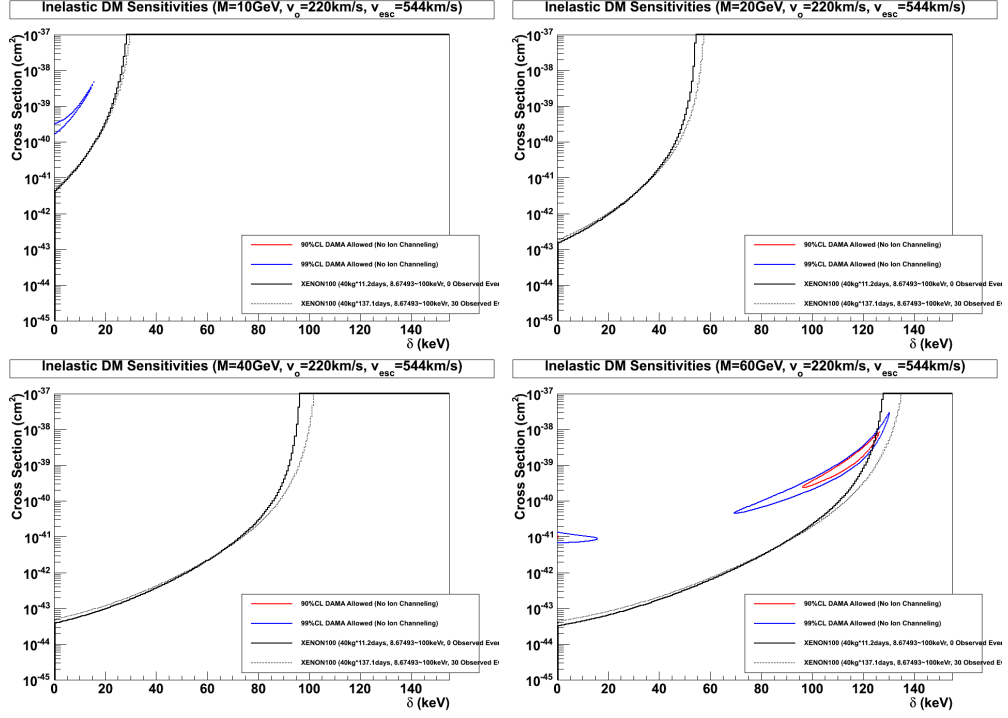 Inelastic DM Sensitivities (M=10GeV, v_o=220km/s, v_esc=544km/s)
Cross Section (cm²)
10⁻³⁷
10⁻³⁸
10⁻³⁹
10⁻⁴⁰
10⁻⁴¹
10⁻⁴²
10⁻⁴³
10⁻⁴⁴
10⁻⁴⁵
90%CL DAMA Allowed (No Ion Channeling)
99%CL DAMA Allowed (No Ion Channeling)
XENON100 (40kg*11.2days, 8.67493~100keVr, 0 Observed Ever
XENON100 (40kg*137.1days, 8.67493~100keVr, 30 Observed E
0 20 40 60 80 100 120 140
δ (keV)
Inelastic DM Sensitivities (M=20GeV, v_o=220km/s, v_esc=544km/s)
Cross Section (cm²)
10⁻³⁷
10⁻³⁸
10⁻³⁹
10⁻⁴⁰
10⁻⁴¹
10⁻⁴²
10⁻⁴³
10⁻⁴⁴
10⁻⁴⁵
90%CL DAMA Allowed (No Ion Channeling)
99%CL DAMA Allowed (No Ion Channeling)
XENON100 (40kg*11.2days, 8.67493~100keVr, 0 Observed Ever
XENON100 (40kg*137.1days, 8.67493~100keVr, 30 Observed E
0 20 40 60 80 100 120 140
δ (keV)
Inelastic DM Sensitivities (M=40GeV, v_o=220km/s, v_esc=544km/s)
Cross Section (cm²)
10⁻³⁷
10⁻³⁸
10⁻³⁹
10⁻⁴⁰
10⁻⁴¹
10⁻⁴²
10⁻⁴³
10⁻⁴⁴
10⁻⁴⁵
90%CL DAMA Allowed (No Ion Channeling)
99%CL DAMA Allowed (No Ion Channeling)
XENON100 (40kg*11.2days, 8.67493~100keVr, 0 Observed Ever
XENON100 (40kg*137.1days, 8.67493~100keVr, 30 Observed E
0 20 40 60 80 100 120 140
δ (keV)
Inelastic DM Sensitivities (M=60GeV, v_o=220km/s, v_esc=544km/s)
Cross Section (cm²)
10⁻³⁷
10⁻³⁸
10⁻³⁹
10⁻⁴⁰
10⁻⁴¹
10⁻⁴²
10⁻⁴³
10⁻⁴⁴
10⁻⁴⁵
90%CL DAMA Allowed (No Ion Channeling)
99%CL DAMA Allowed (No Ion Channeling)
XENON100 (40kg*11.2days, 8.67493~100keVr, 0 Observed Ever
XENON100 (40kg*137.1days, 8.67493~100keVr, 30 Observed E
0 20 40 60 80 100 120 140
δ (keV)